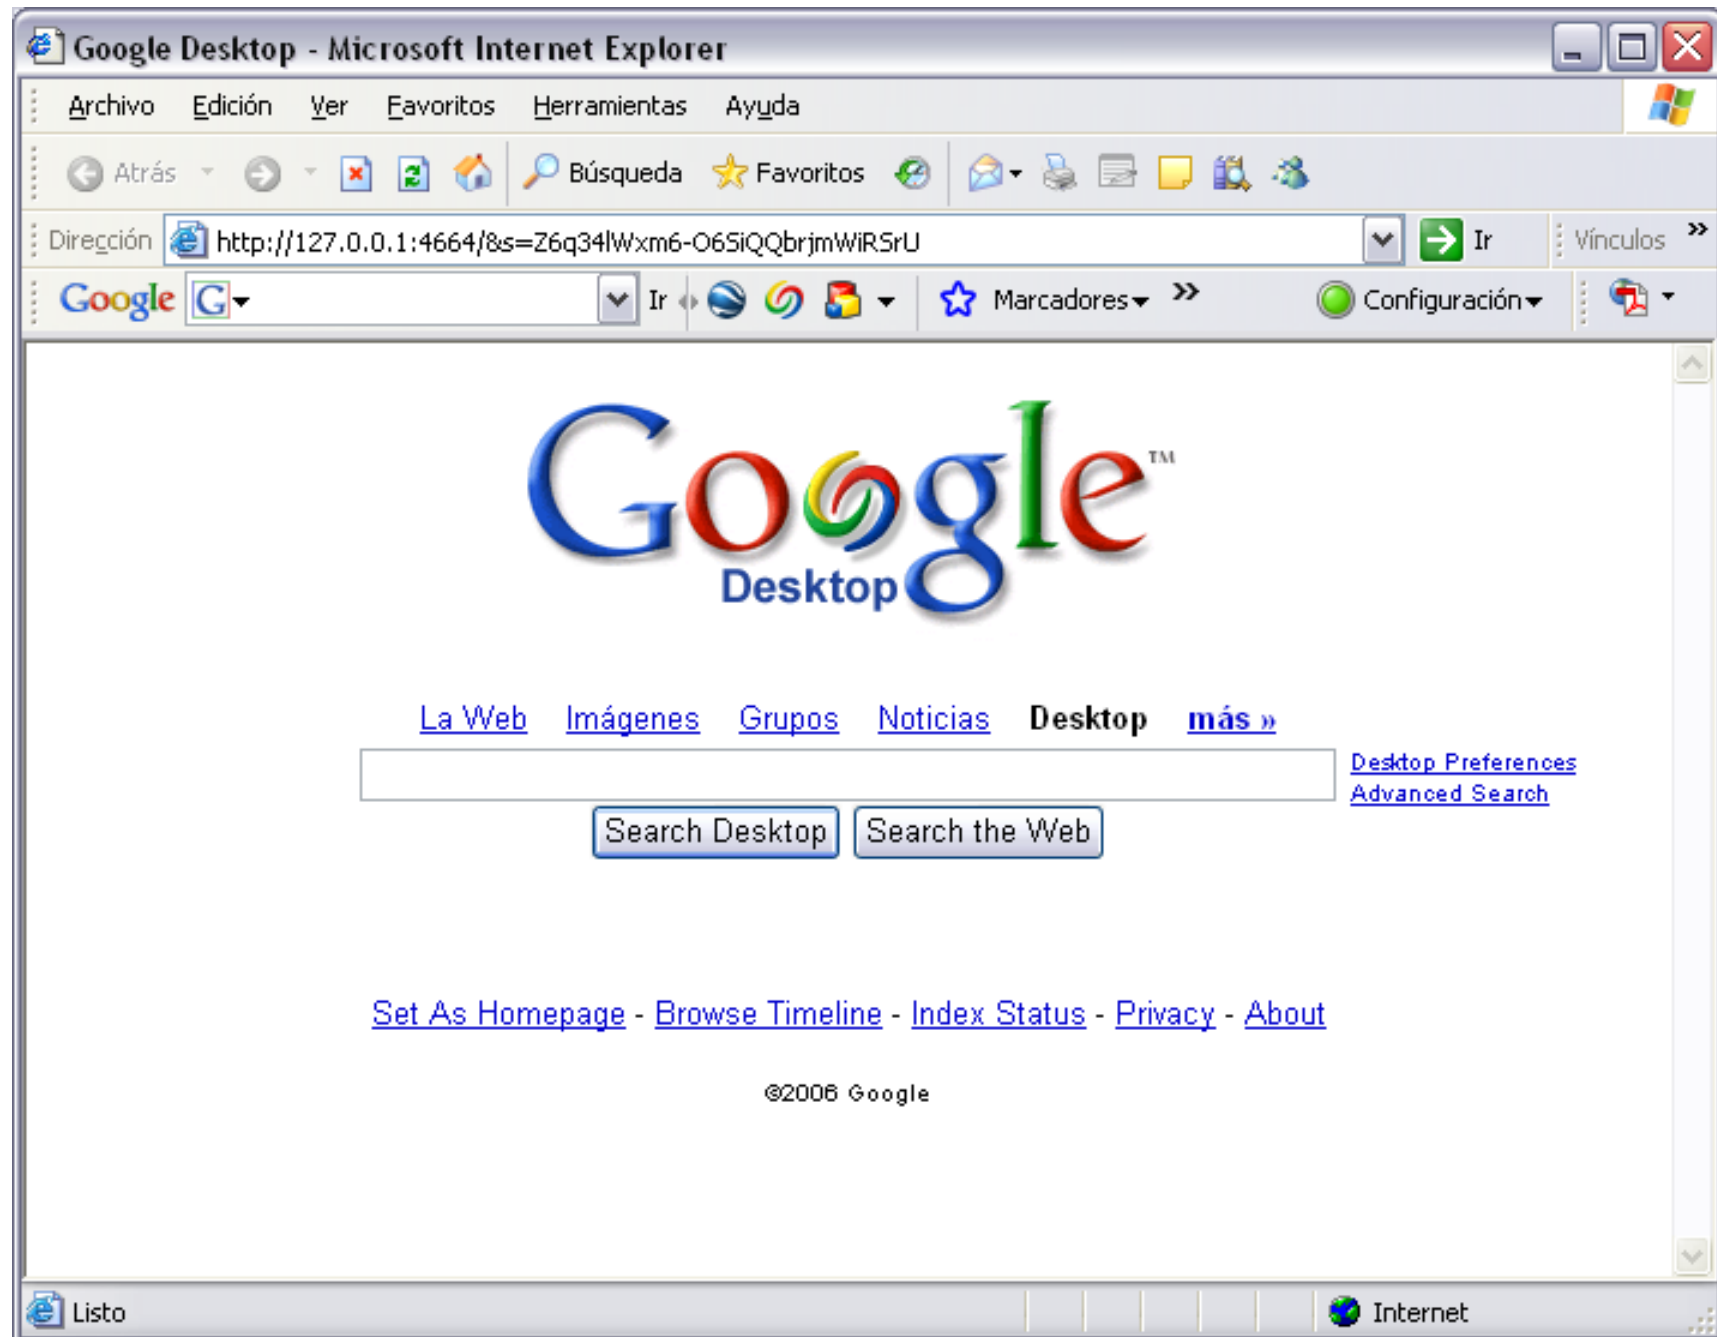 Google Desktop - Microsoft Internet Explorer
Archivo Edición Ver Favoritos Herramientas Ayuda
Atrás Búsqueda Favoritos
Dirección http://127.0.0.1:4664/&s=Z6q34lWxm6-O6SiQQbrjmWiRSrU Ir Vínculos »
Google G Ir Marcadores » Configuración
Google™
Desktop
La Web Imágenes Grupos Noticias Desktop más »
Desktop Preferences
Advanced Search
Search Desktop Search the Web
Set As Homepage - Browse Timeline - Index Status - Privacy - About
©2006 Google
Listo Internet